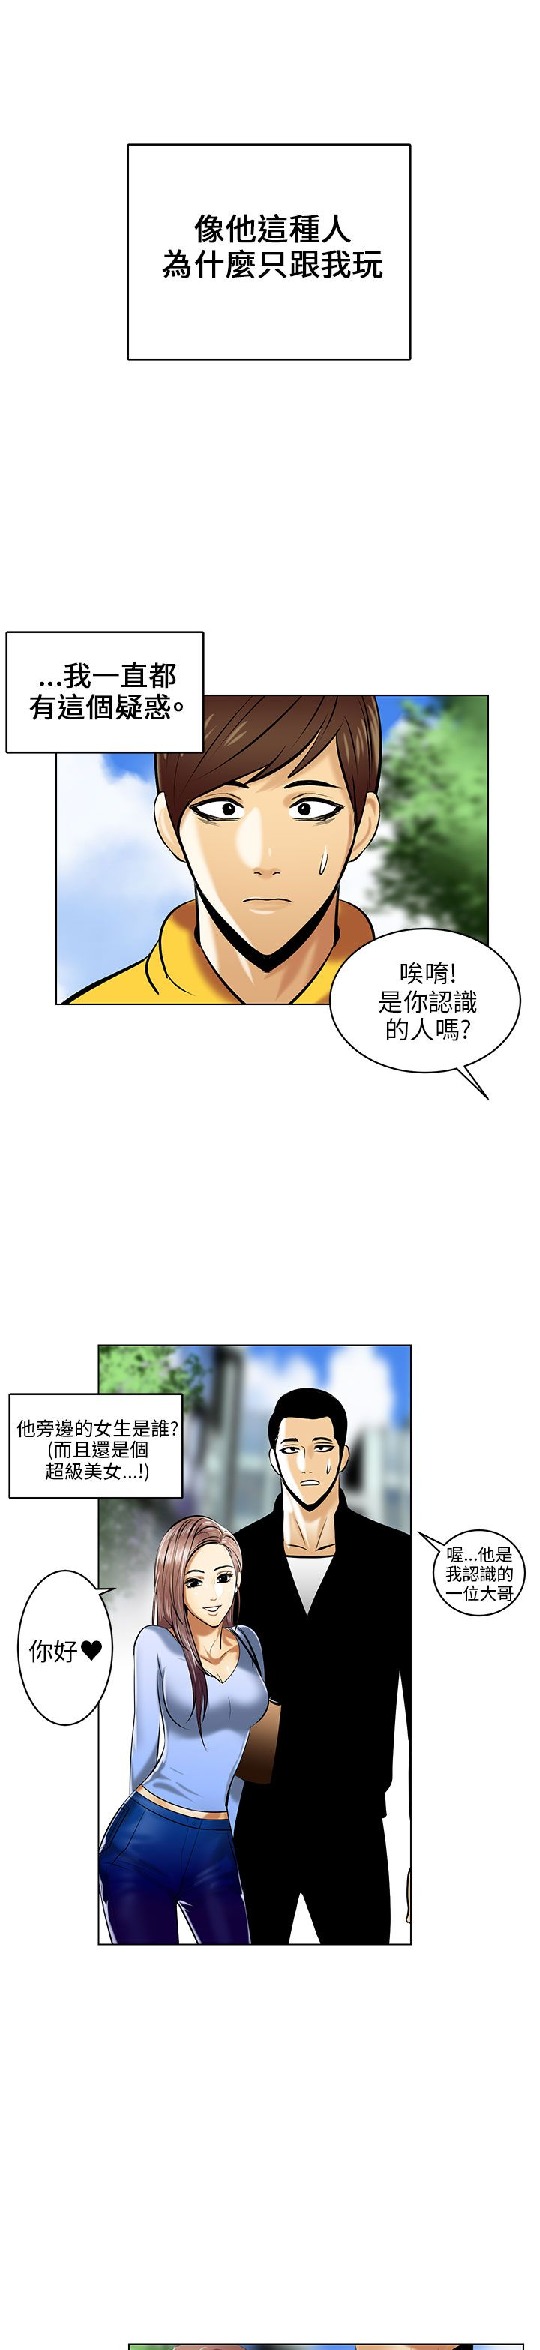 像他這種人
為什麼只跟我玩
...我一直都
有這個疑惑。
唉唷!
是你認識
的人嗎?
他旁邊的女生是誰?
(而且還是個
超級美女...!)
喔...他是
我認識的
一位大哥
你好♥